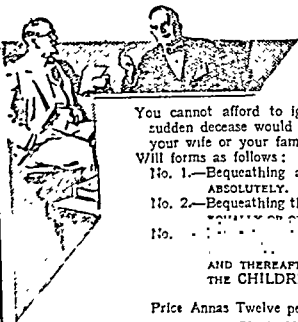 You cannot afford to ig
sudden decease would
your wife or your fam
Will forms as follows :
No. 1.—Bequeathing a
ABSOLUTELY.
No. 2.—Bequeathing th
No.
AND THEREAFT
THE CHILDR
Price Annas Twelve pe